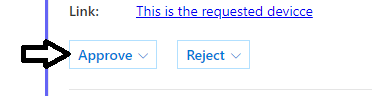 Link: This is the requested devicce
Approve Reject